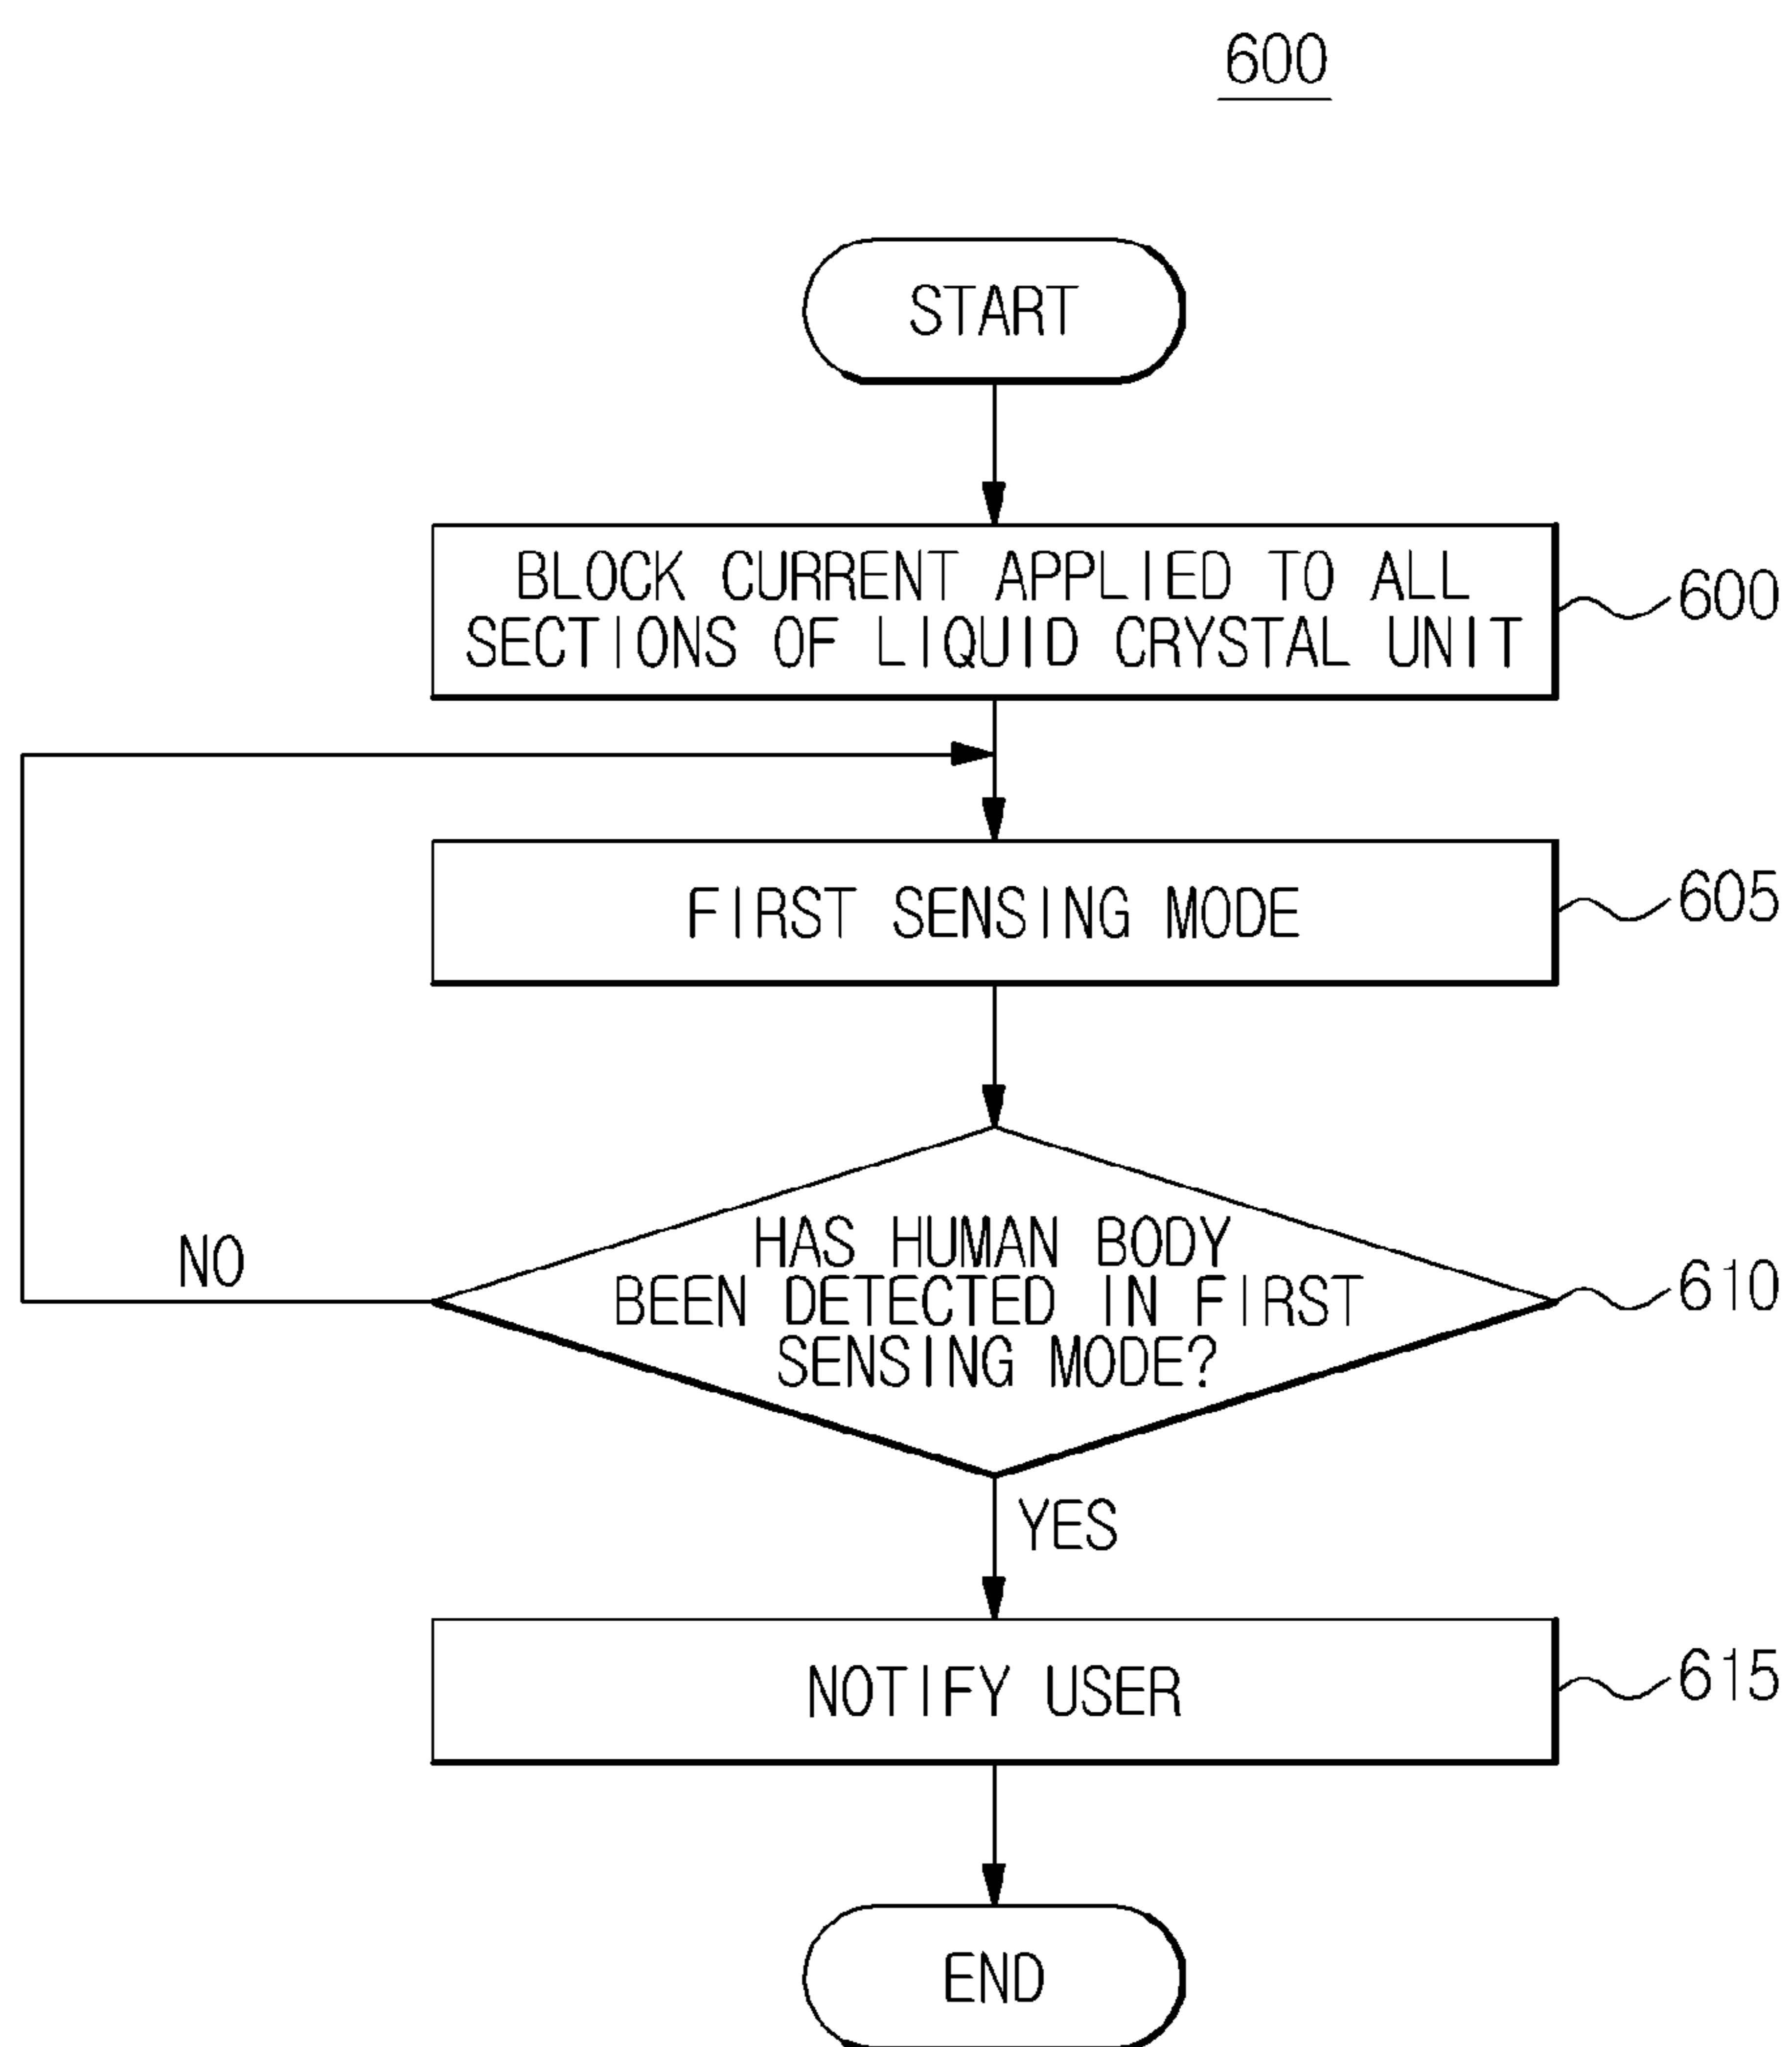 600
START
BLOCK CURRENT APPLIED TO ALL
SECTIONS OF LIQUID CRYSTAL UNIT
600
FIRST SENSING MODE
605
HAS HUMAN BODY
BEEN DETECTED IN FIRST
SENSING MODE?
610
NO
YES
NOTIFY USER
615
END